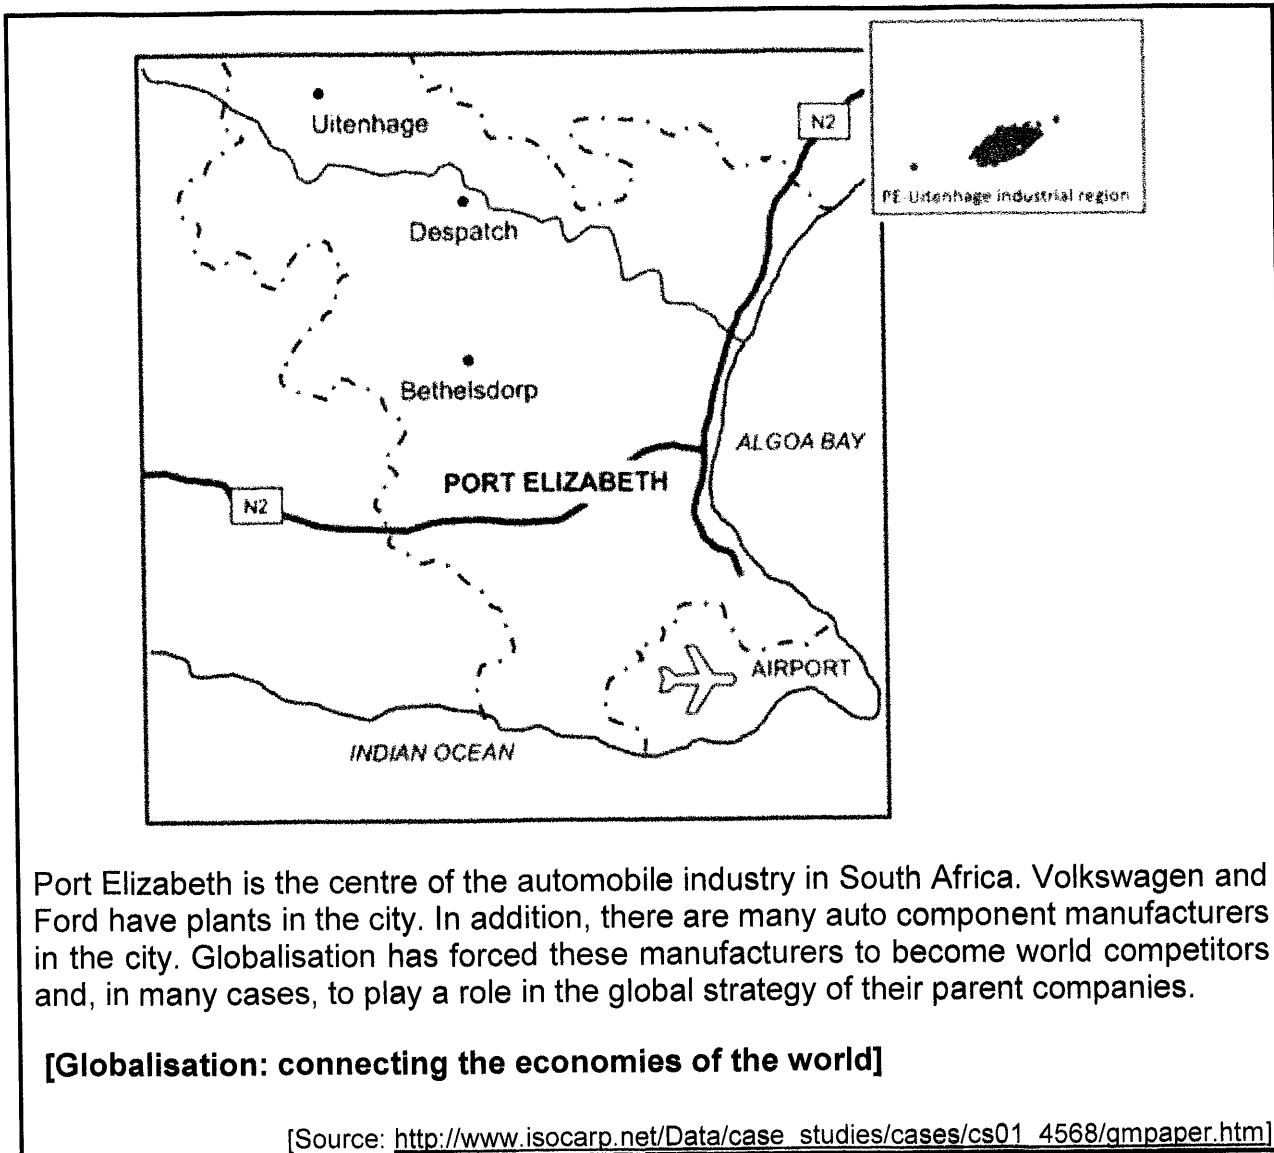 N2
Uitenhage
PE-Uitenhage industrial region
Despatch
Bethelsdorp
ALGOA BAY
PORT ELIZABETH
N2
AIRPORT
INDIAN OCEAN
Port Elizabeth is the centre of the automobile industry in South Africa. Volkswagen and
Ford have plants in the city. In addition, there are many auto component manufacturers
in the city. Globalisation has forced these manufacturers to become world competitors
and, in many cases, to play a role in the global strategy of their parent companies.
[Globalisation: connecting the economies of the world]
[Source: http://www.isocarp.net/Data/case_studies/cases/cs01_4568/gmpaper.htm]